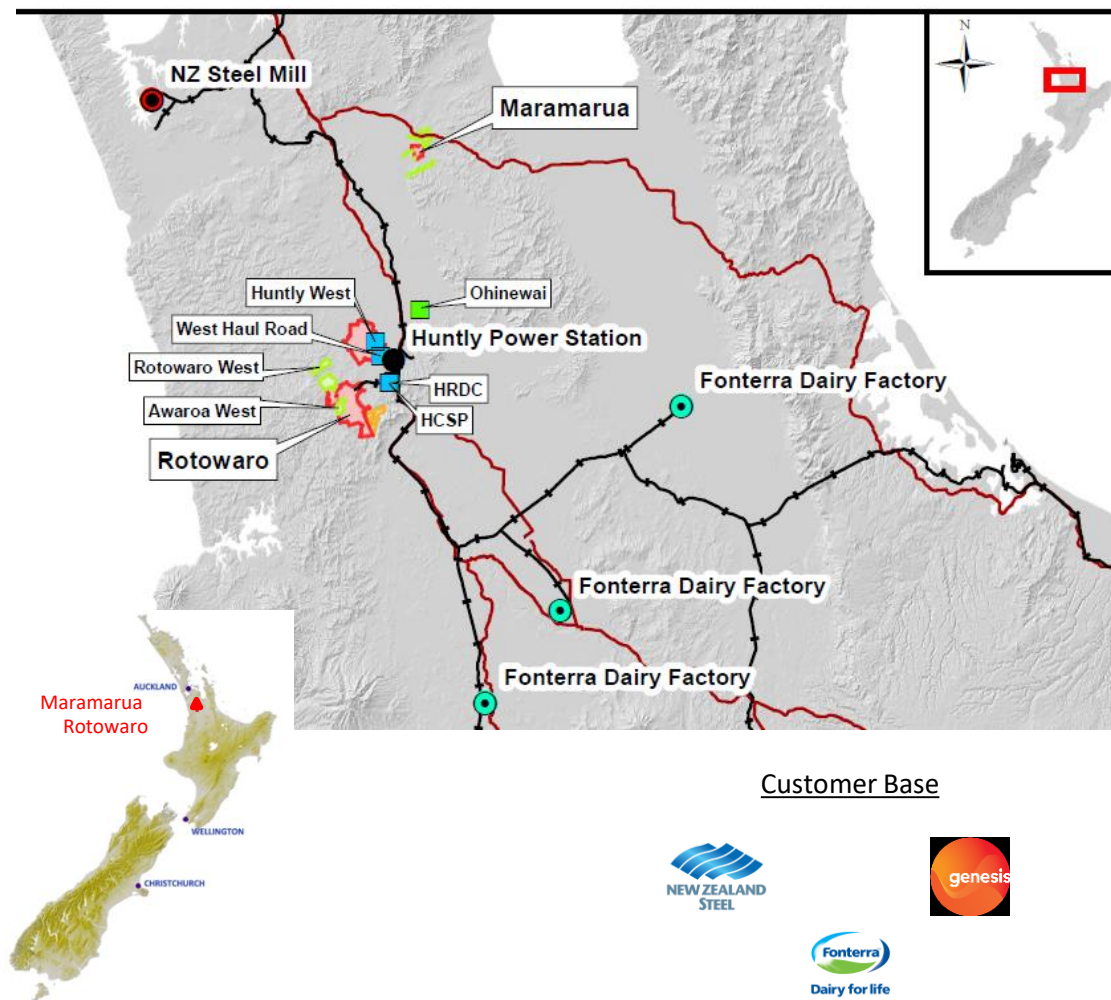 N
NZ Steel Mill
Maramarua
Huntly West
Ohinewai
West Haul Road
Huntly Power Station
Rotowaro West
Fonterra Dairy Factory
HRDC
Awaroa West
HCSP
Rotowaro
Fonterra Dairy Factory
Fonterra Dairy Factory
AUCKLAND
Maramarua
Rotowaro
WELLINGTON
CHRISTCHURCH
Customer Base
NEW ZEALAND
STEEL
genesis
Fonterra
Dairy for life